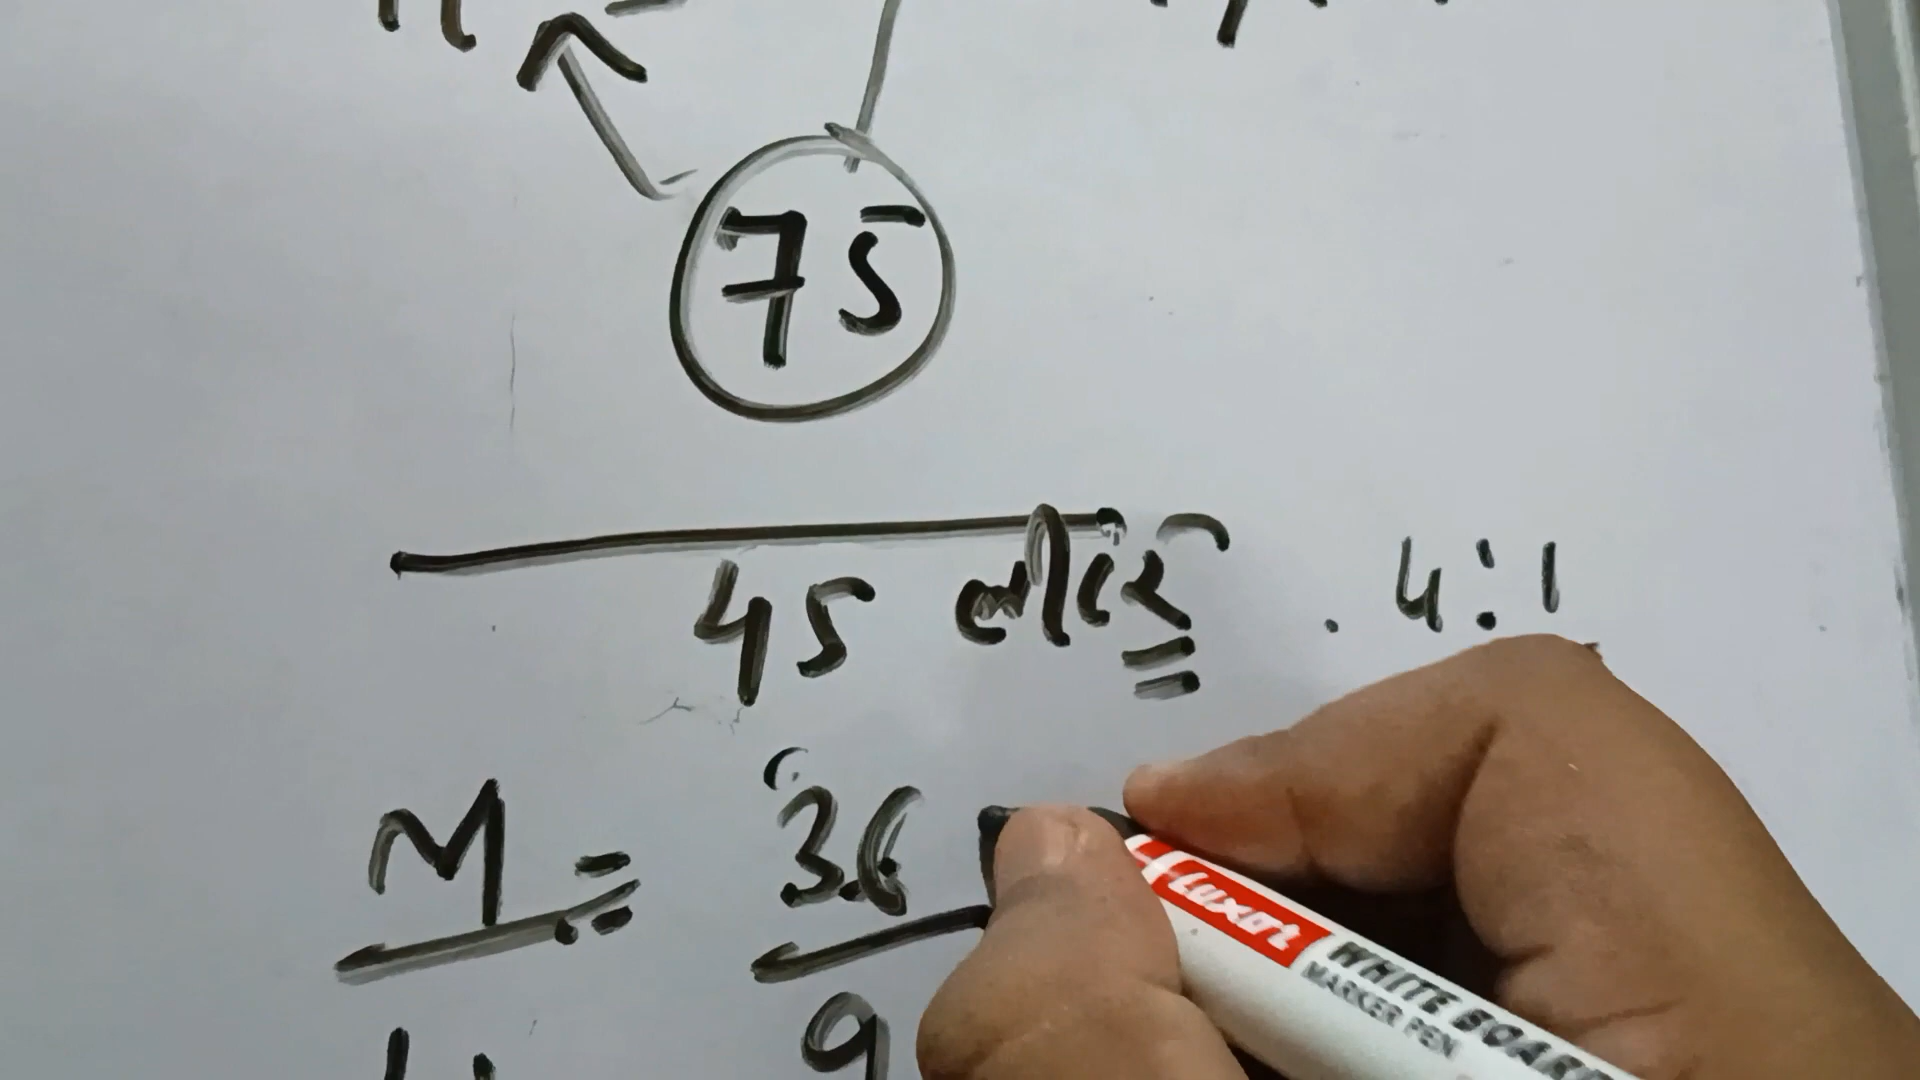 75
45 लीटर . 4:1
M = 36
9
Luxor WHITE BOARD
MARKER PEN